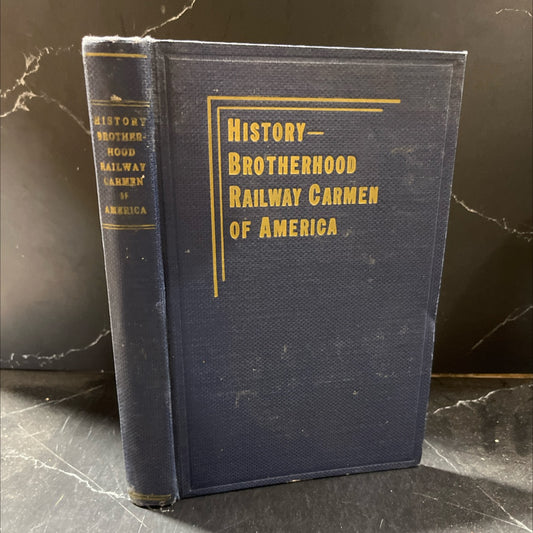 HISTORY
BROTHER-
HOOD
RAILWAY
CARMEN
OF
AMERICA
HISTORY—
BROTHERHOOD
RAILWAY CARMEN
OF AMERICA